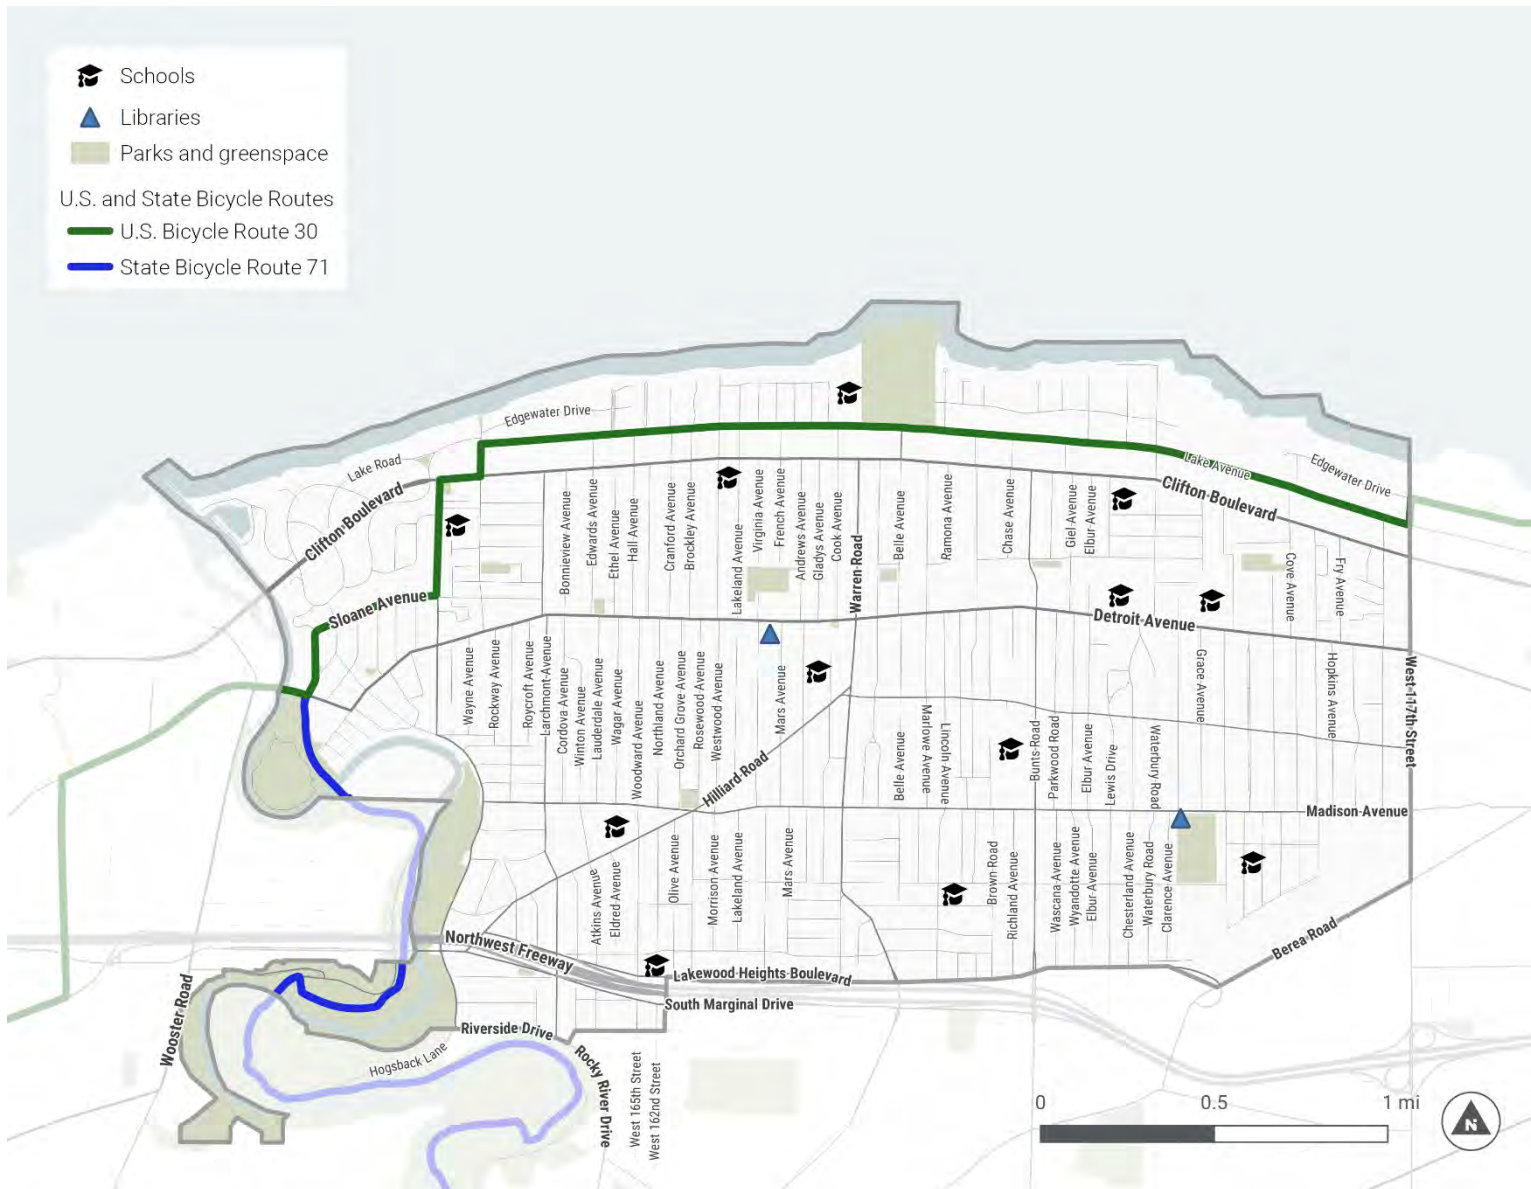 Schools
Libraries
Parks and greenspace
U.S. and State Bicycle Routes
U.S. Bicycle Route 30
State Bicycle Route 71
Edgewater Drive
Lake Road
Clifton Boulevard
Lake Avenue
Edgewater Drive
Clifton Boulevard
Sloane Avenue
Bonnieview Avenue
Edwards Avenue
Ethel Avenue
Hall Avenue
Cranford Avenue
Brockley Avenue
Lakeland Avenue
Virginia Avenue
French Avenue
Andrews Avenue
Gladys Avenue
Cook Avenue
Warren Road
Belle Avenue
Ramona Avenue
Chase Avenue
Giel Avenue
Elbur Avenue
Cove Avenue
Fry Avenue
Detroit Avenue
Wayne Avenue
Rockway Avenue
Roycroft Avenue
Larchmont Avenue
Cordova Avenue
Winton Avenue
Lauderdale Avenue
Wagar Avenue
Woodward Avenue
Northland Avenue
Orchard Grove Avenue
Rosewood Avenue
Westwood Avenue
Mars Avenue
Hilliard Road
Belle Avenue
Marlowe Avenue
Lincoln Avenue
Bunts Road
Parkwood Road
Elbur Avenue
Lewis Drive
Waterbury Road
Grace Avenue
Hopkins Avenue
West 117th Street
Madison Avenue
Atkins Avenue
Eldred Avenue
Olive Avenue
Morrison Avenue
Lakeland Avenue
Mars Avenue
Brown Road
Richland Avenue
Wascana Avenue
Wyandotte Avenue
Elbur Avenue
Chesterland Avenue
Waterbury Road
Clarence Avenue
Berea Road
Northwest Freeway
Lakewood Heights Boulevard
South Marginal Drive
Wooster Road
Riverside Drive
Hogsback Lane
Rocky River Drive
West 165th Street
West 162nd Street
0 0.5 1 mi
N